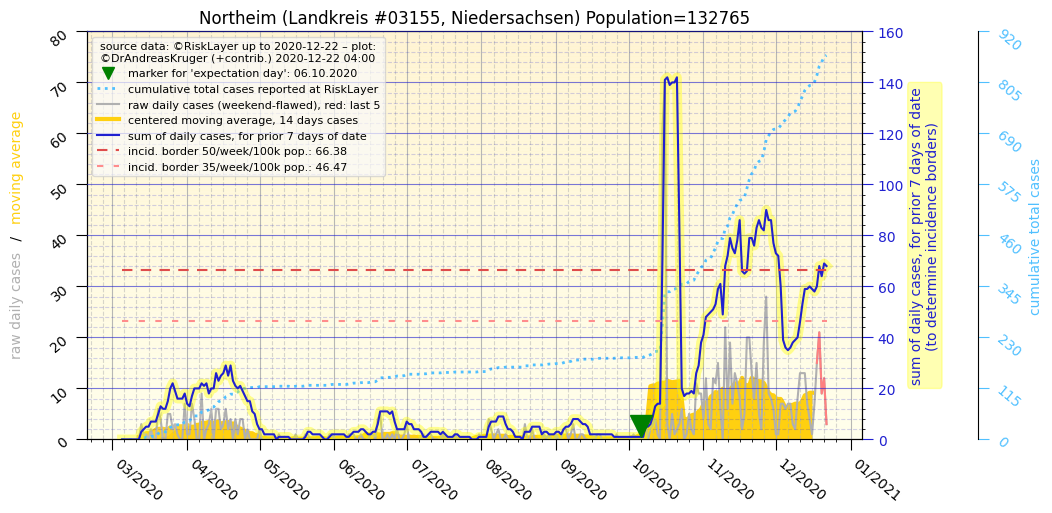 Northeim (Landkreis #03155, Niedersachsen) Population=132765
source data: ©RiskLayer up to 2020-12-22 – plot:
©DrAndreasKruger (+contrib.) 2020-12-22 04:00
marker for 'expectation day': 06.10.2020
cumulative total cases reported at RiskLayer
raw daily cases (weekend-flawed), red: last 5
centered moving average, 14 days cases
sum of daily cases, for prior 7 days of date
incid. border 50/week/100k pop.: 66.38
incid. border 35/week/100k pop.: 46.47
raw daily cases / moving average
80
70
60
50
40
30
20
10
0
160
140
120
100
80
60
40
20
0
sum of daily cases, for prior 7 days of date
(to determine incidence borders)
920
805
690
575
460
345
230
115
0
cumulative total cases
03/2020
04/2020
05/2020
06/2020
07/2020
08/2020
09/2020
10/2020
11/2020
12/2020
01/2021